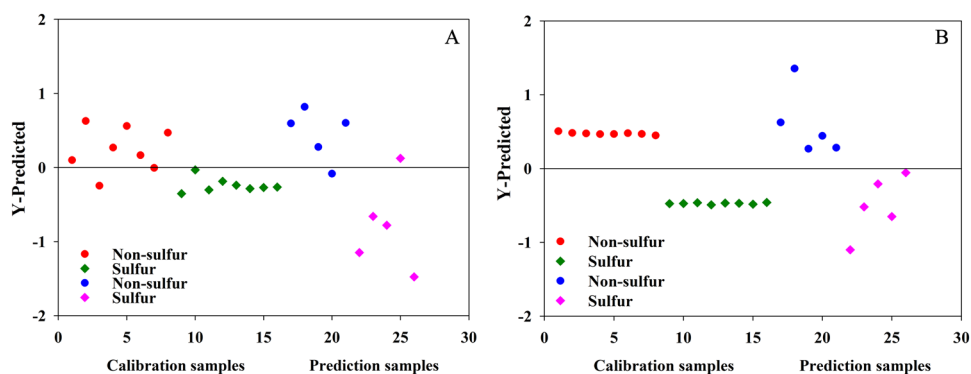 A
2
1
0
-1
-2
Y-Predicted
Non-sulfur
Sulfur
Non-sulfur
Sulfur
0 5 10 15 20 25 30
Calibration samples Prediction samples
B
2
1
0
-1
-2
Y-Predicted
Non-sulfur
Sulfur
Non-sulfur
Sulfur
0 5 10 15 20 25 30
Calibration samples Prediction samples